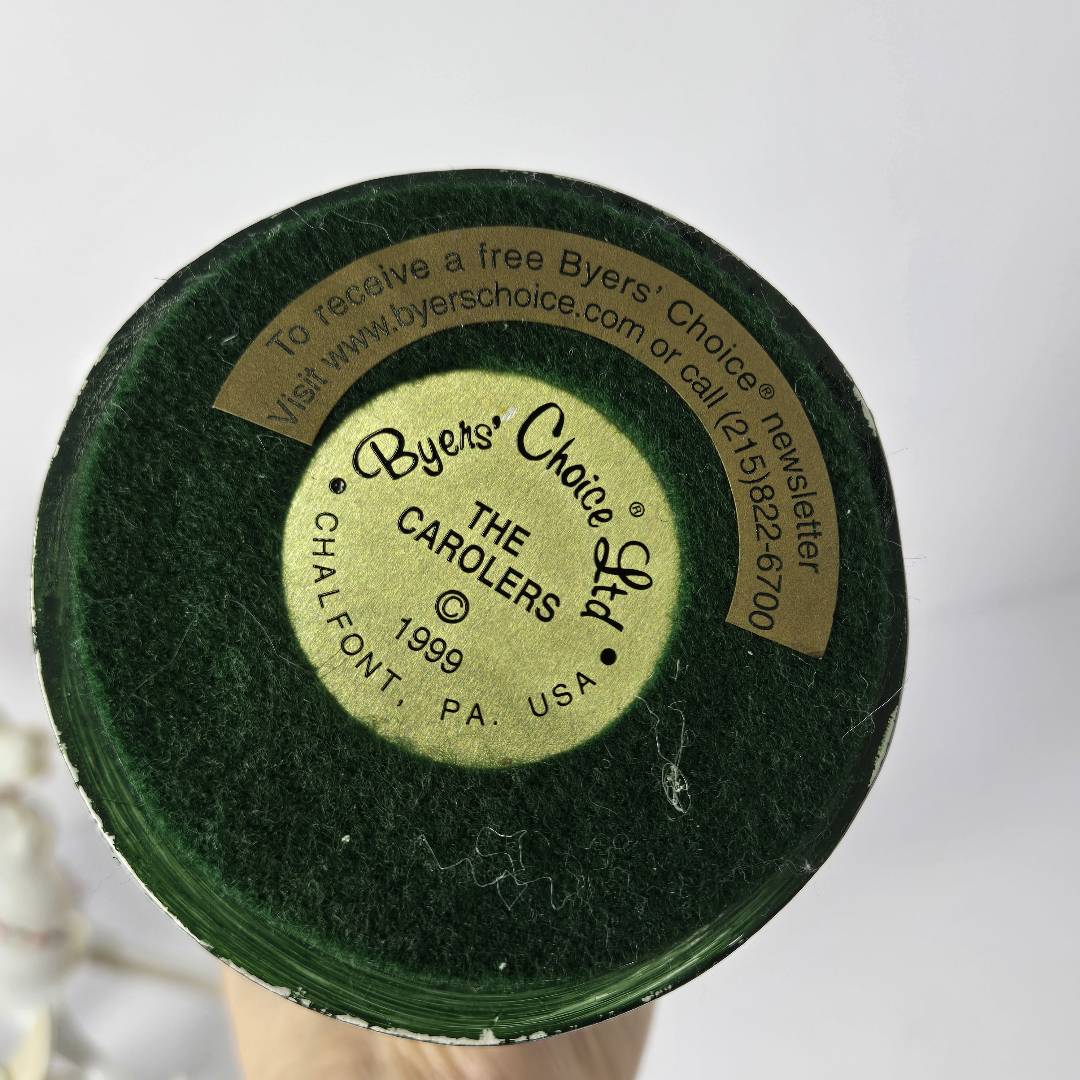 To receive a free Byers' Choice® newsletter
Visit www.byerschoice.com or call (215)822-6700
• Byers' Choice® Ltd •
THE
CAROLERS
©
1999
CHALFONT, PA. USA